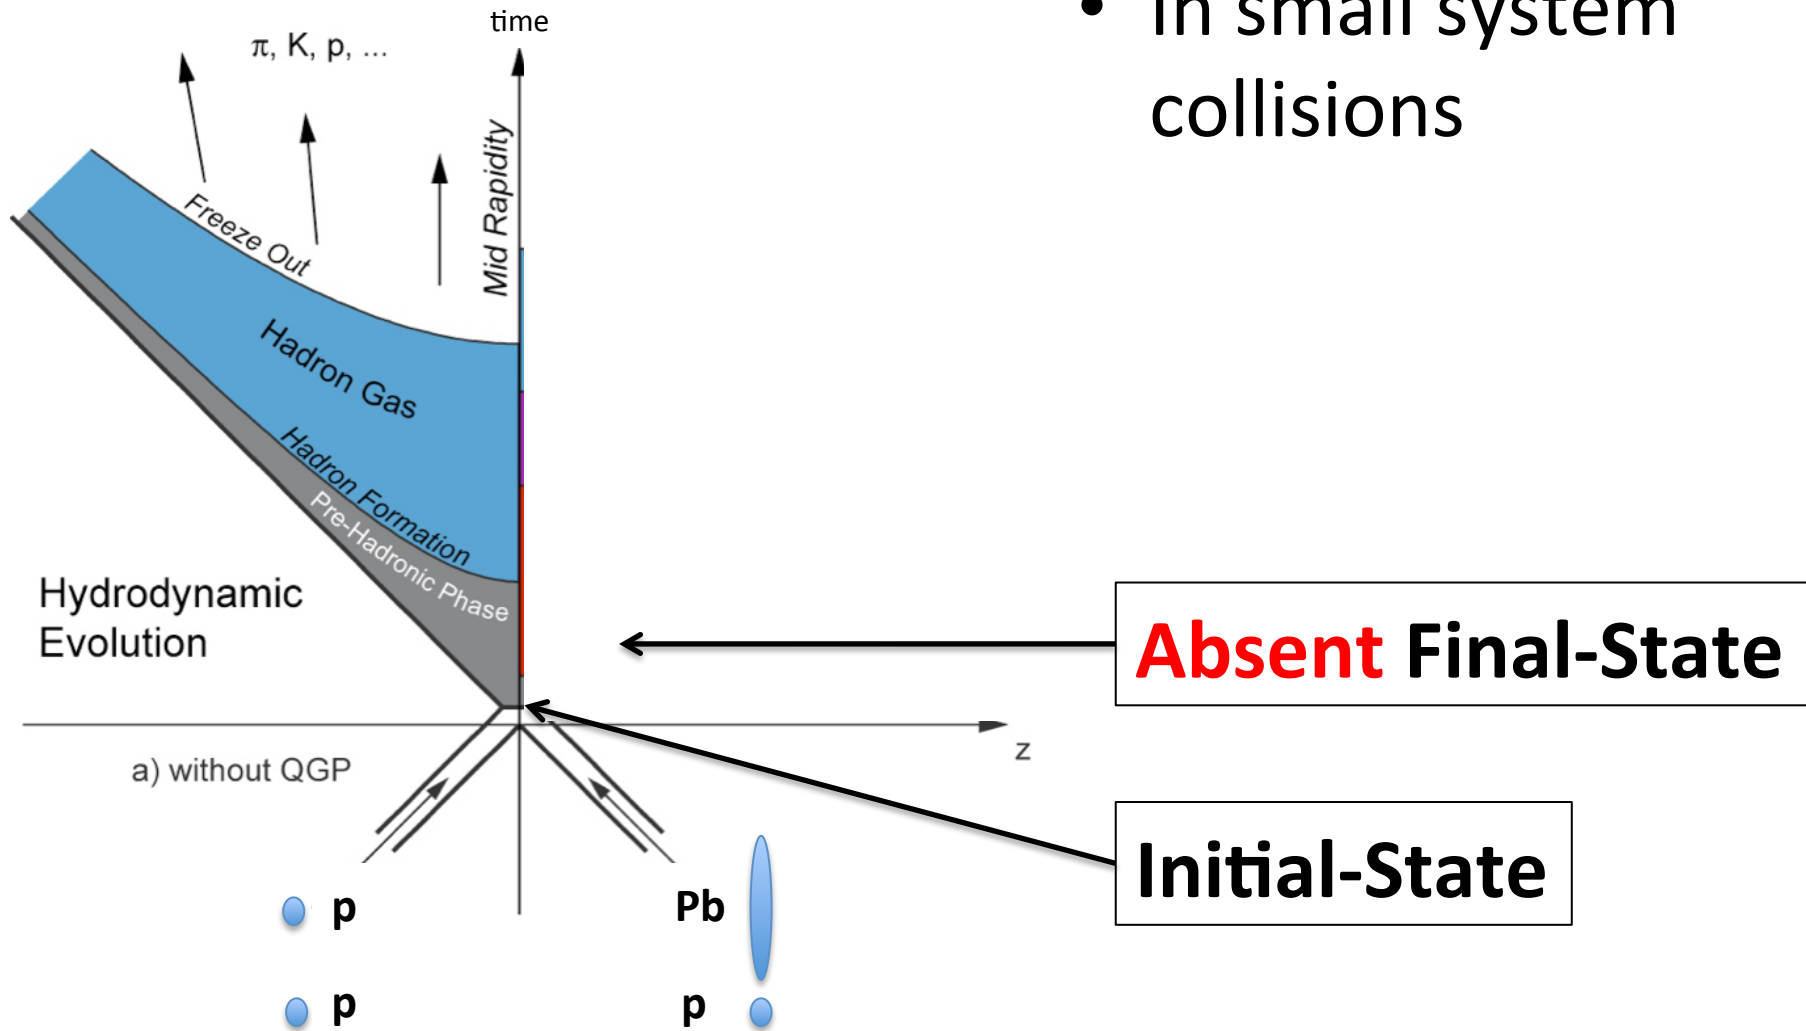 time
• In small system
collisions
π, K, p, ...
Mid Rapidity
Freeze Out
Hadron Gas
Hadron Formation
Pre-Hadronic Phase
Hydrodynamic
Evolution
Absent Final-State
z
a) without QGP
Initial-State
p
Pb
p
p